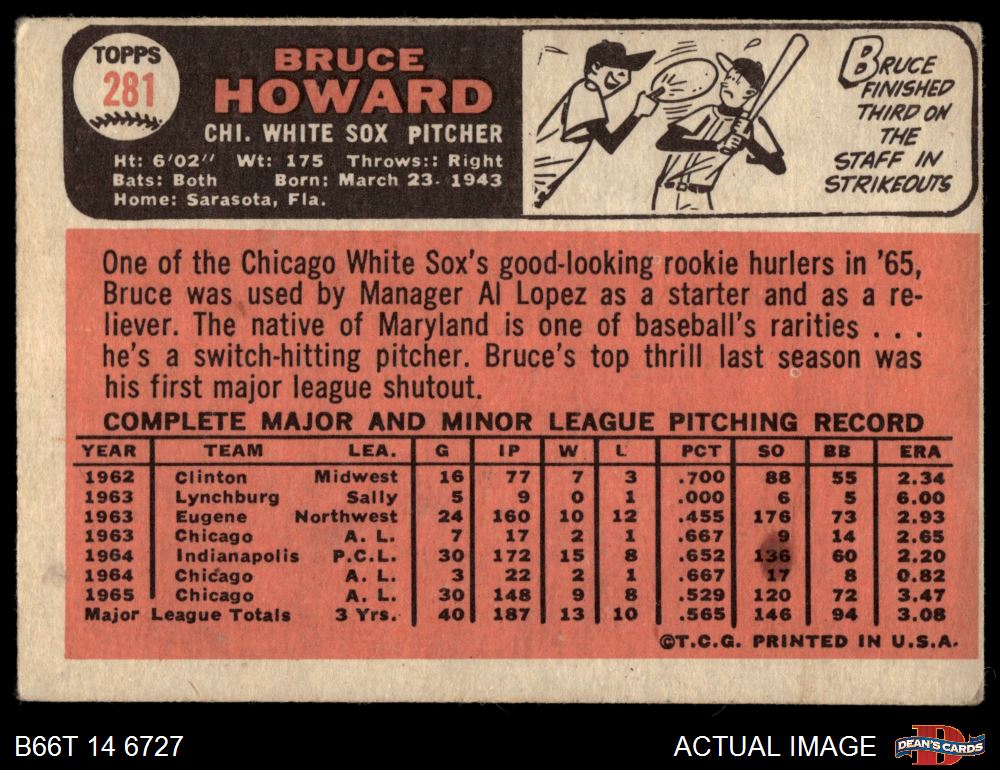 TOPPS
281
BRUCE
HOWARD
CHI. WHITE SOX PITCHER
Ht: 6'02" Wt: 175 Throws:: Right
Bats: Both Born: March 23. 1943
Home: Sarasota, Fla.
BRUCE
FINISHED
THIRD ON
THE
STAFF IN
STRIKEOUTS
One of the Chicago White Sox's good-looking rookie hurlers in '65,
Bruce was used by Manager Al Lopez as a starter and as a re-
liever. The native of Maryland is one of baseball's rarities . . .
he's a switch-hitting pitcher. Bruce's top thrill last season was
his first major league shutout.
COMPLETE MAJOR AND MINOR LEAGUE PITCHING RECORD
YEAR TEAM LEA. G IP W L PCT SO BB ERA
1962 Clinton Midwest 16 77 7 3 .700 88 55 2.34
1963 Lynchburg Sally 5 9 0 1 .000 6 5 6.00
1963 Eugene Northwest 24 160 10 12 .455 176 73 2.93
1963 Chicago A. L. 7 17 2 1 .667 9 14 2.65
1964 Indianapolis P.C.L. 30 172 15 8 .652 136 60 2.20
1964 Chicago A. L. 3 22 2 1 .667 17 8 0.82
1965 Chicago A. L. 30 148 9 8 .529 120 72 3.47
Major League Totals 3 Yrs. 40 187 13 10 .565 146 94 3.08
©T.C.G. PRINTED IN U.S.A.
B66T 14 6727
ACTUAL IMAGE
DEAN'S CARDS